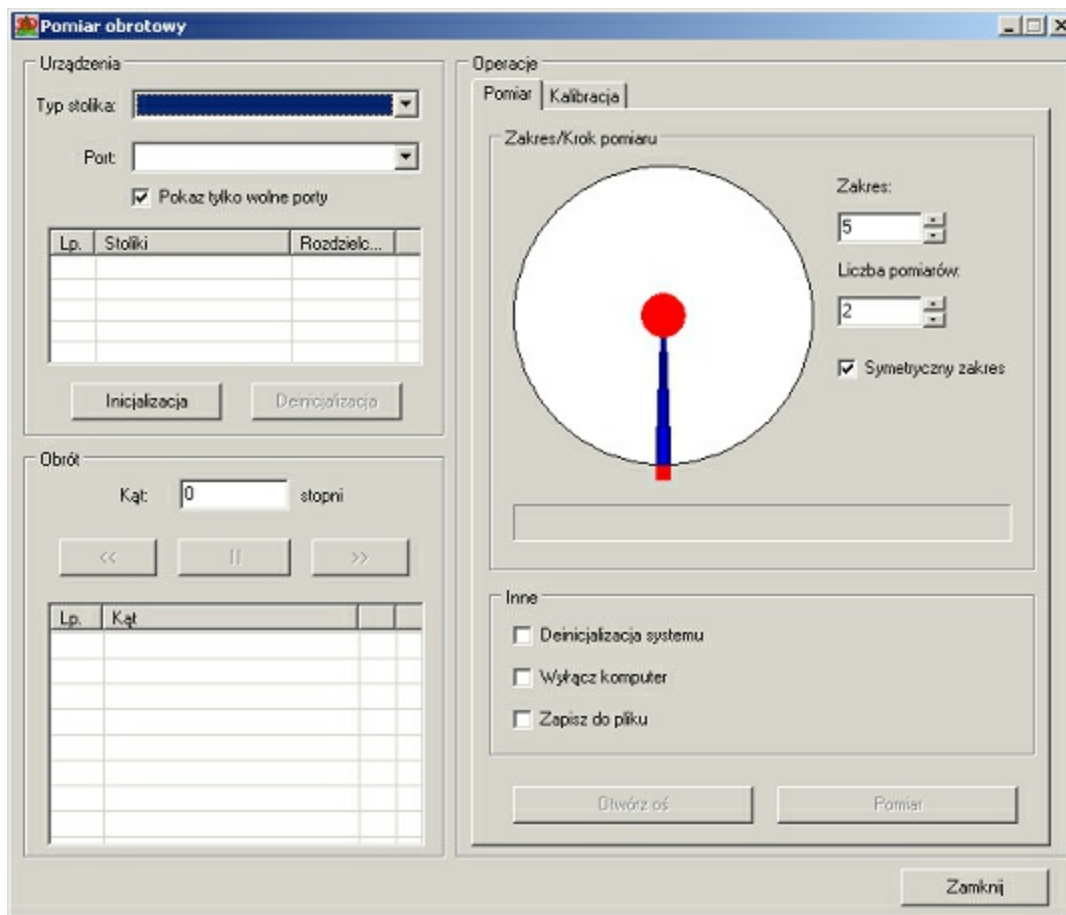 Pomiar obrotowy
Urządzenia
Typ stolika:
Port:
Pokaz tylko wolne porty
Lp. Stoliki Rozdzielc...
Inicjalizacja Deinicjalizacja
Obrót
Kąt: 0 stopni
<< || >>
Lp. Kąt
Operacje
Pomiar Kalibracja
Zakres/Krok pomiaru
Zakres:
5
Liczba pomiarów:
2
Symetryczny zakres
Inne
Deinicjalizacja systemu
Wyłącz komputer
Zapisz do pliku
Otwórz oś Pomiar
Zamknij